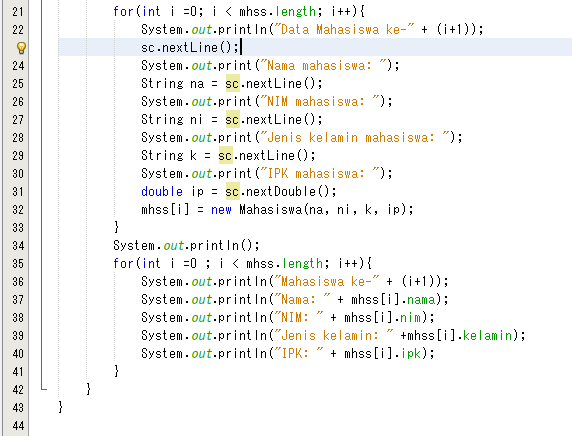 21 for(int i =0; i < mhss.length; i++){
22 System.out.println("Data Mahasiswa ke-" + (i+1));
sc.nextLine();
24 System.out.print("Nama mahasiswa: ");
25 String na = sc.nextLine();
26 System.out.print("NIM mahasiswa: ");
27 String ni = sc.nextLine();
28 System.out.print("Jenis kelamin mahasiswa: ");
29 String k = sc.nextLine();
30 System.out.print("IPK mahasiswa: ");
31 double ip = sc.nextDouble();
32 mhss[i] = new Mahasiswa(na, ni, k, ip);
33 }
34 System.out.println();
35 for(int i =0 ; i < mhss.length; i++){
36 System.out.println("Mahasiswa ke-" + (i+1));
37 System.out.println("Nama: " + mhss[i].nama);
38 System.out.println("NIM: " + mhss[i].nim);
39 System.out.println("Jenis kelamin: " +mhss[i].kelamin);
40 System.out.println("IPK: " + mhss[i].ipk);
41 }
42 }
43 }
44